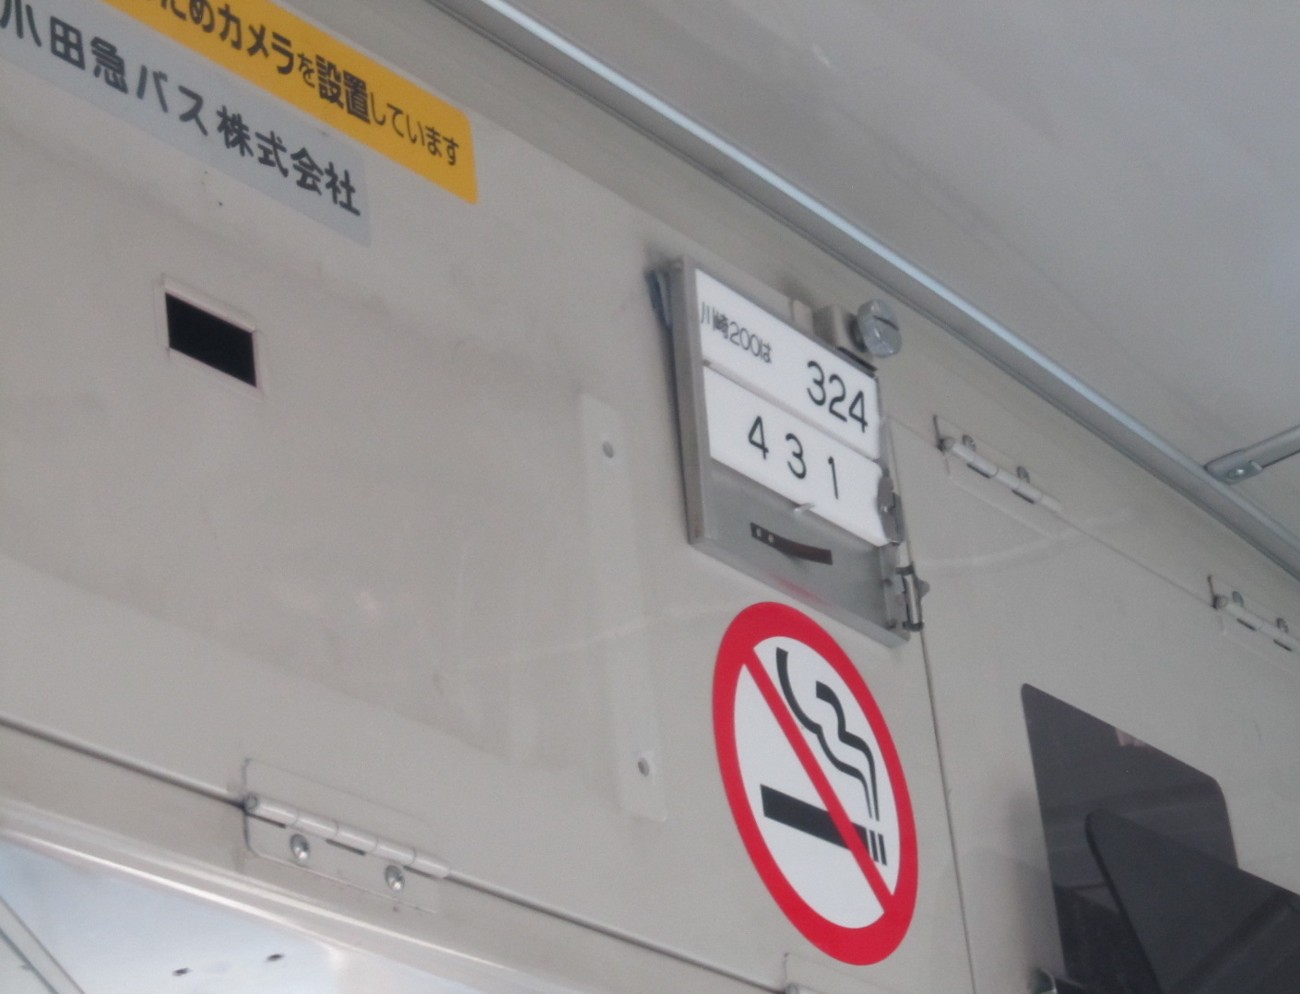 ためカメラを設置しています
小田急バス株式会社
川崎200は 324
431